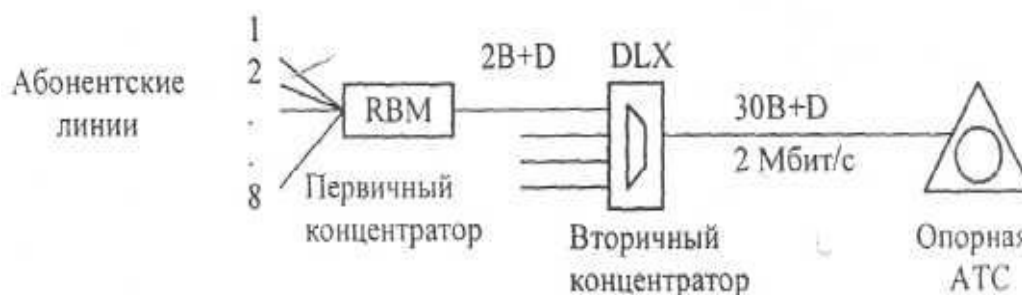 Абонентские
линии
1
2
.
.
8
RBM
Первичный
концентратор
2B+D
DLX
Вторичный
концентратор
30B+D
2 Мбит/с
Опорная
АТС